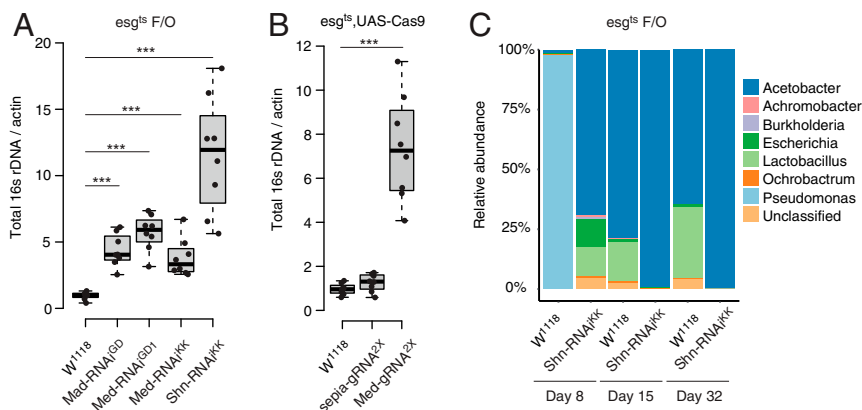 A
esgᵗˢ F/O
Total 16s rDNA / actin
20
15
10
5
0
***
***
***
***
W¹¹¹⁸
Mad-RNAiᴳᴰ
Med-RNAiᴳᴰ¹
Med-RNAiᴷᴷ
Shn-RNAiᴷᴷ
B
esgᵗˢ,UAS-Cas9
Total 16s rDNA / actin
12
10
8
6
4
2
0
***
W¹¹¹⁸
sepia-gRNA²ˣ
Med-gRNA²ˣ
C
esgᵗˢ F/O
Relative abundance
100%
75%
50%
25%
0%
W¹¹¹⁸
Shn-RNAiᴷᴷ
W¹¹¹⁸
Shn-RNAiᴷᴷ
W¹¹¹⁸
Shn-RNAiᴷᴷ
Day 8
Day 15
Day 32
Acetobacter
Achromobacter
Burkholderia
Escherichia
Lactobacillus
Ochrobactrum
Pseudomonas
Unclassified